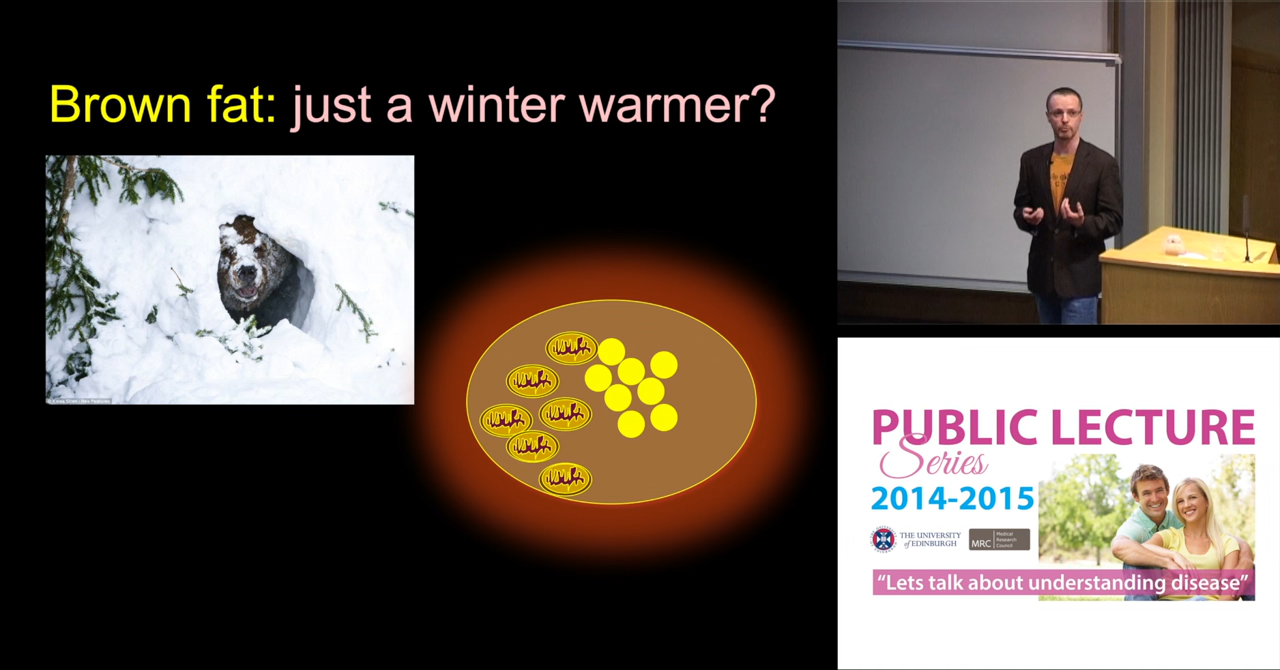 Brown fat: just a winter warmer?
PUBLIC LECTURE
Series
2014-2015
THE UNIVERSITY
of EDINBURGH
MRC
Medical
Research
Council
"Lets talk about understanding disease"